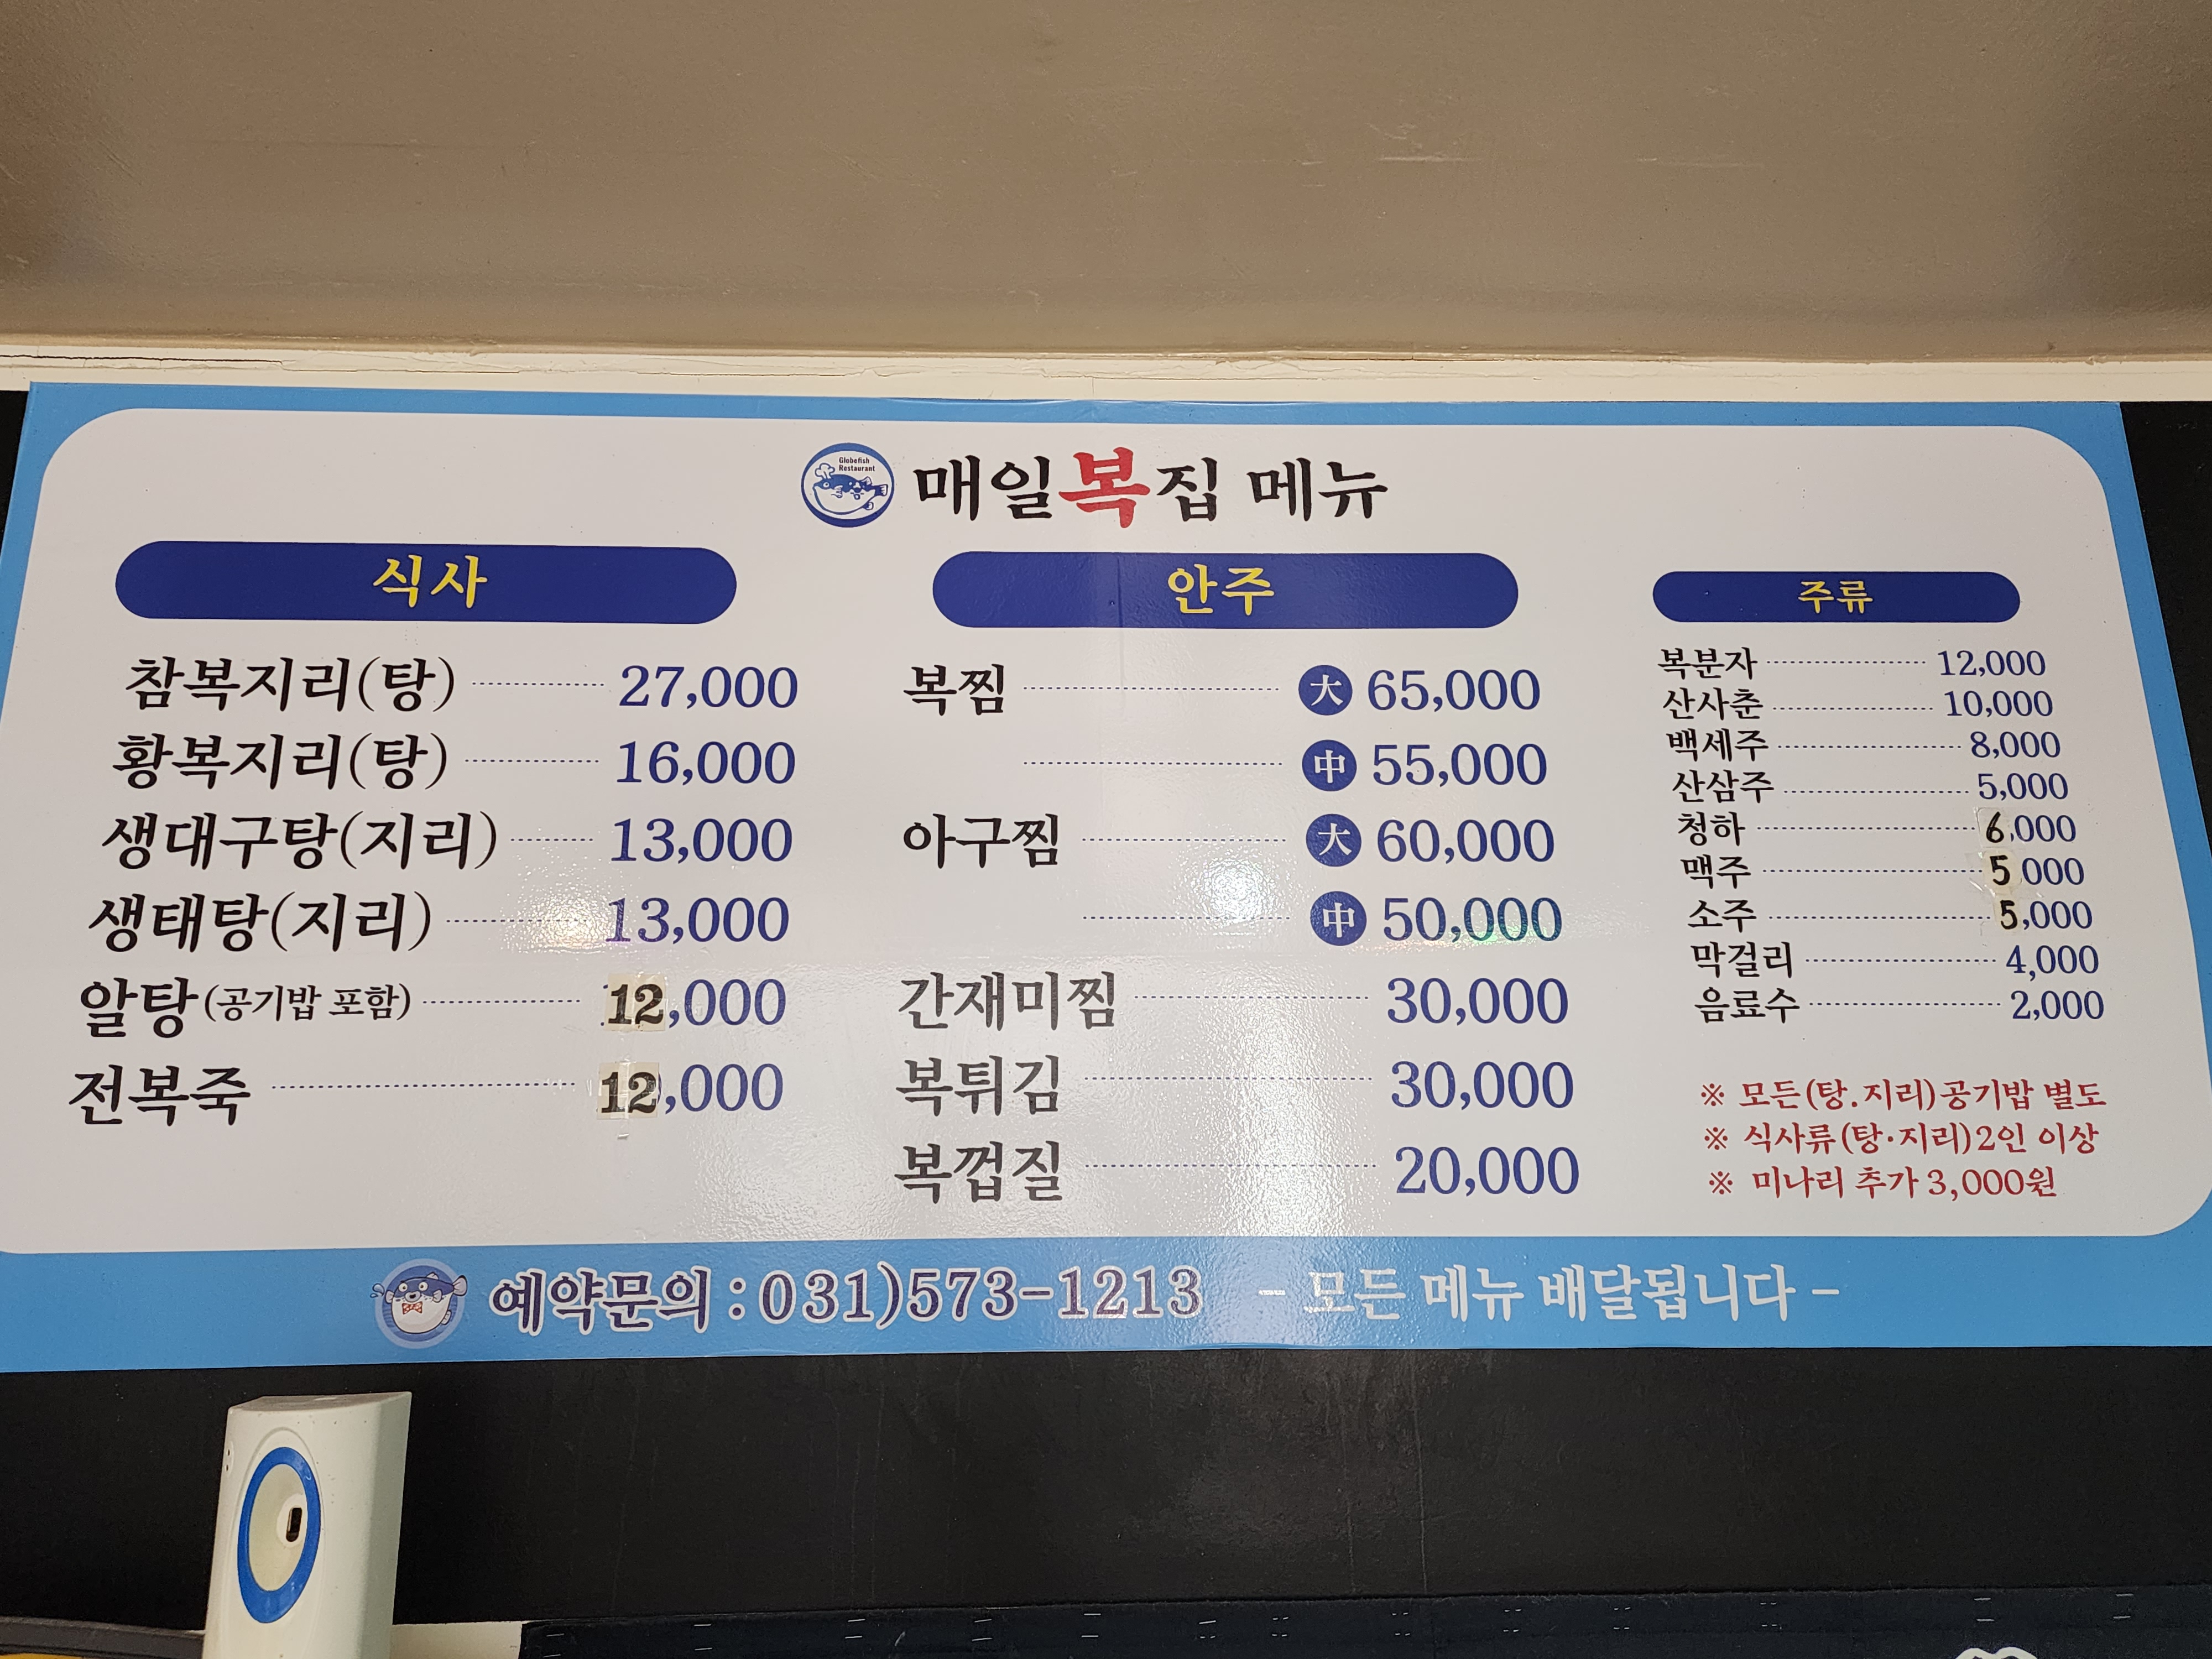 Globefish
Restaurant
매일복집 메뉴
식사
참복지리(탕) 27,000
황복지리(탕) 16,000
생대구탕(지리) 13,000
생태탕(지리) 13,000
알탕(공기밥 포함) 12,000
전복죽 12,000
안주
복찜 大 65,000
中 55,000
아구찜 大 60,000
中 50,000
간재미찜 30,000
복튀김 30,000
복껍질 20,000
주류
복분자 12,000
산사춘 10,000
백세주 8,000
산삼주 5,000
청하 6,000
맥주 5,000
소주 5,000
막걸리 4,000
음료수 2,000
※ 모든(탕.지리)공기밥 별도
※ 식사류(탕·지리)2인 이상
※ 미나리 추가 3,000원
예약문의 : 031)573-1213 - 모든 메뉴 배달됩니다 -